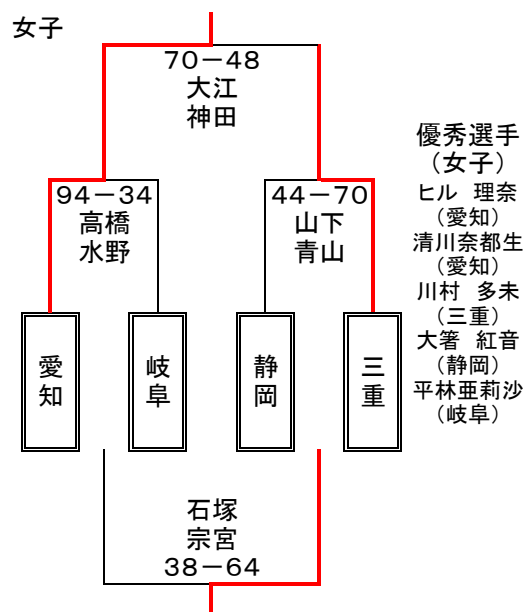 女子
70－48
大江
神田
94－34
高橋
水野
44－70
山下
青山
愛知
岐阜
静岡
三重
石塚
宗宮
38－64
優秀選手
（女子）
ヒル 理奈
（愛知）
清川奈都生
（愛知）
川村 多未
（三重）
大箸 紅音
（静岡）
平林亜莉沙
（岐阜）